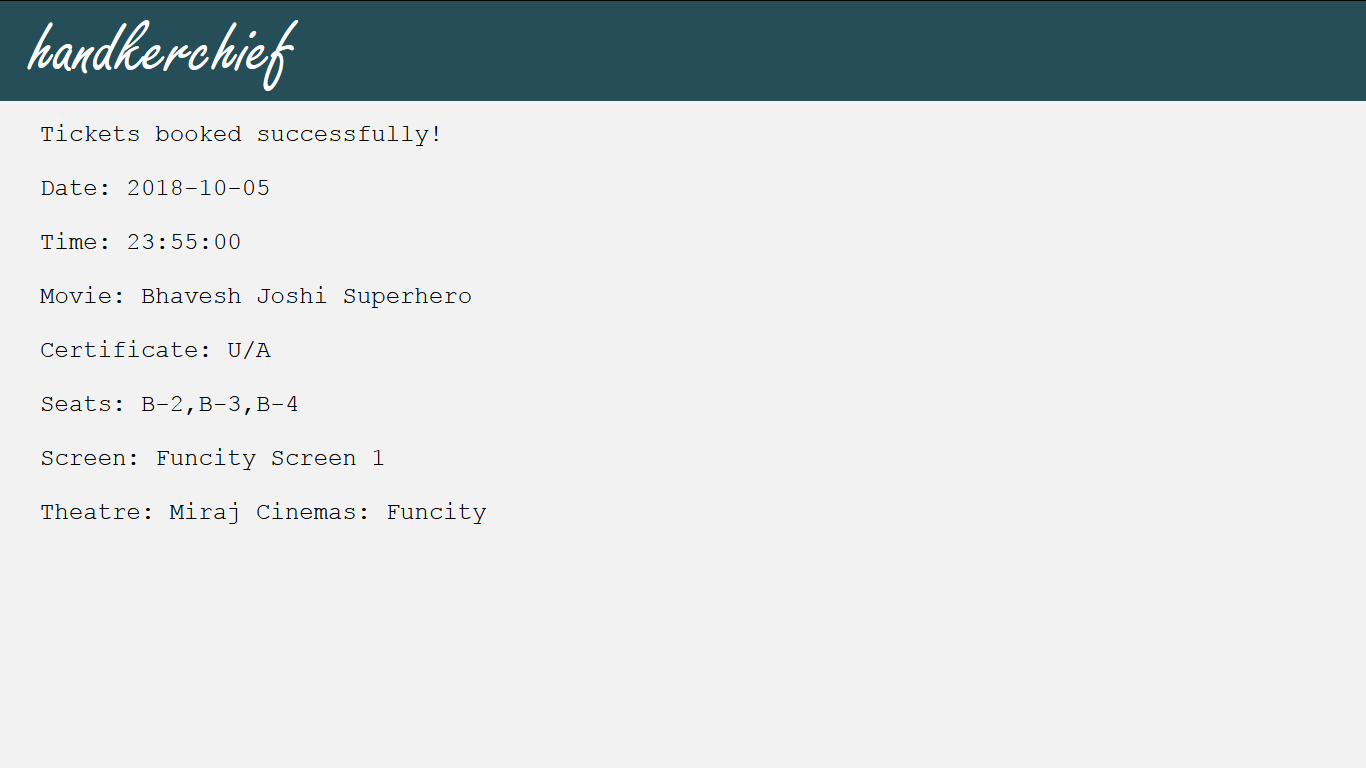 handkerchief
Tickets booked successfully!
Date: 2018-10-05
Time: 23:55:00
Movie: Bhavesh Joshi Superhero
Certificate: U/A
Seats: B-2,B-3,B-4
Screen: Funcity Screen 1
Theatre: Miraj Cinemas: Funcity